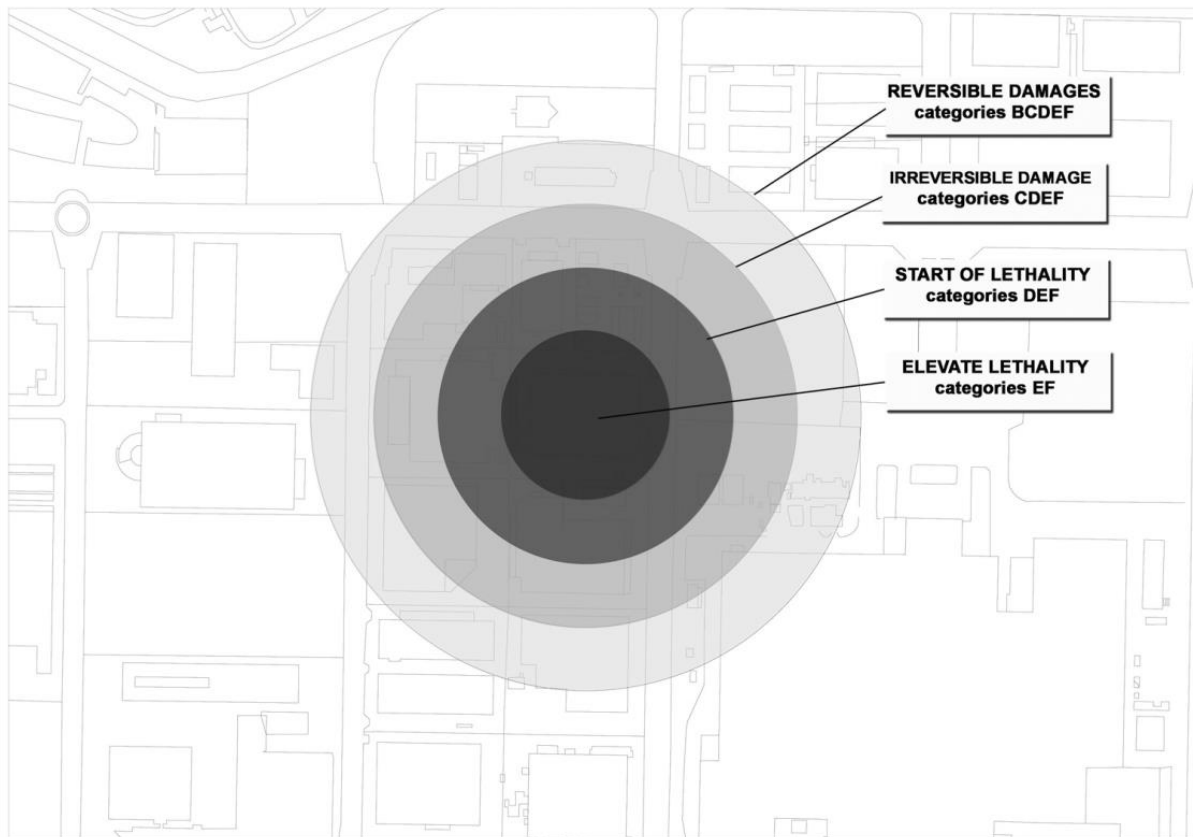 REVERSIBLE DAMAGES
categories BCDEF
IRREVERSIBLE DAMAGE
categories CDEF
START OF LETHALITY
categories DEF
ELEVATE LETHALITY
categories EF